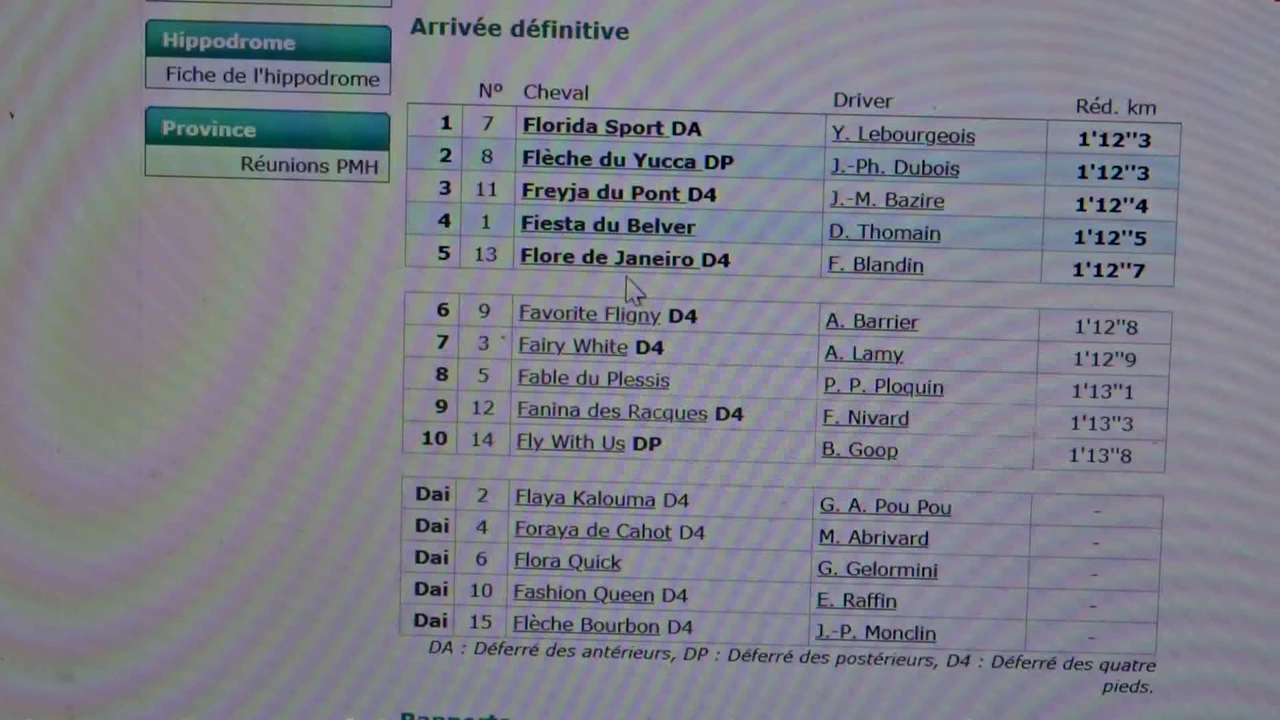 Arrivée définitive
Hippodrome
Fiche de l'hippodrome
Province
Réunions PMH
Nº Cheval Driver Réd. km
1 7 Florida Sport DA Y. Lebourgeois 1'12"3
2 8 Flèche du Yucca DP J.-Ph. Dubois 1'12"3
3 11 Freyja du Pont D4 J.-M. Bazire 1'12"4
4 1 Fiesta du Belver D. Thomain 1'12"5
5 13 Flore de Janeiro D4 F. Blandin 1'12"7
6 9 Favorite Fligny D4 A. Barrier 1'12"8
7 3 Fairy White D4 A. Lamy 1'12"9
8 5 Fable du Plessis P. P. Ploquin 1'13"1
9 12 Fanina des Racques D4 F. Nivard 1'13"3
10 14 Fly With Us DP B. Goop 1'13"8
Dai 2 Flaya Kalouma D4 G. A. Pou Pou -
Dai 4 Foraya de Cahot D4 M. Abrivard -
Dai 6 Flora Quick G. Gelormini -
Dai 10 Fashion Queen D4 E. Raffin -
Dai 15 Flèche Bourbon D4 J.-P. Monclin -
DA : Déferré des antérieurs, DP : Déferré des postérieurs, D4 : Déferré des quatre
pieds.